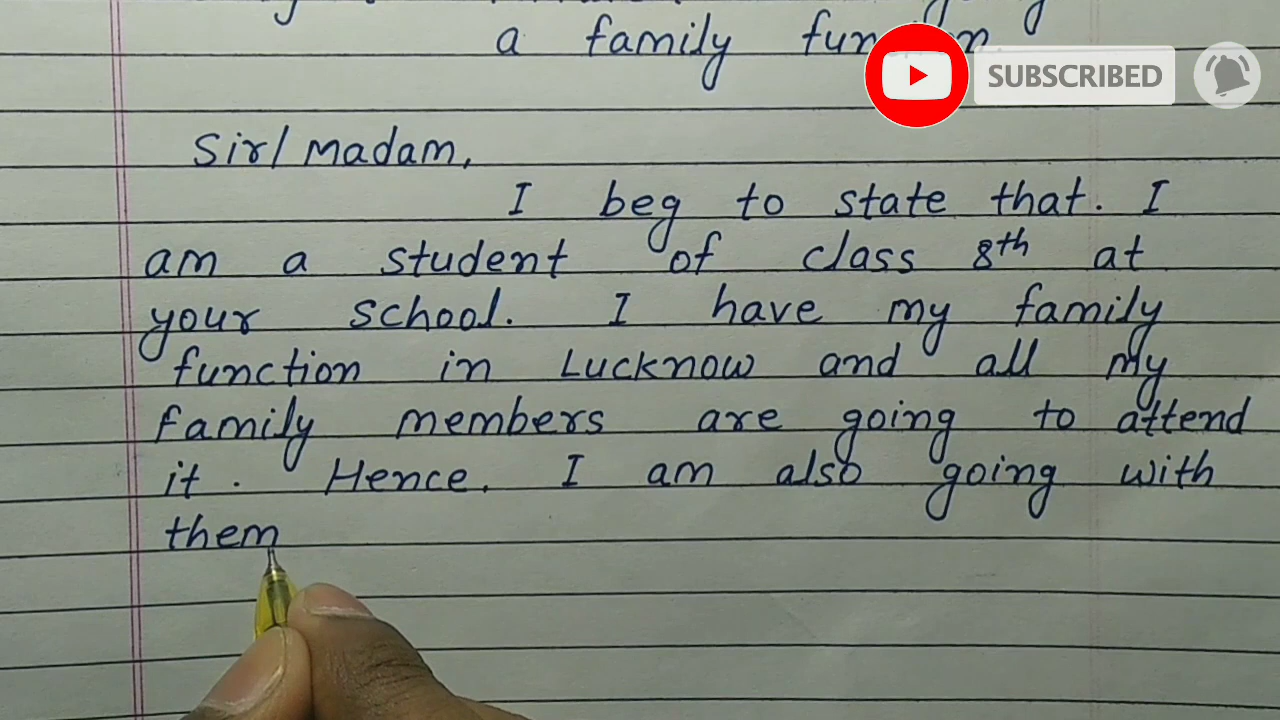 a family
SUBSCRIBED
Sir/Madam,
I beg to state that. I
am a student of class 8th at
your school. I have my family
function in Lucknow and all my
family members are going to attend
it. Hence, I am also going with
them